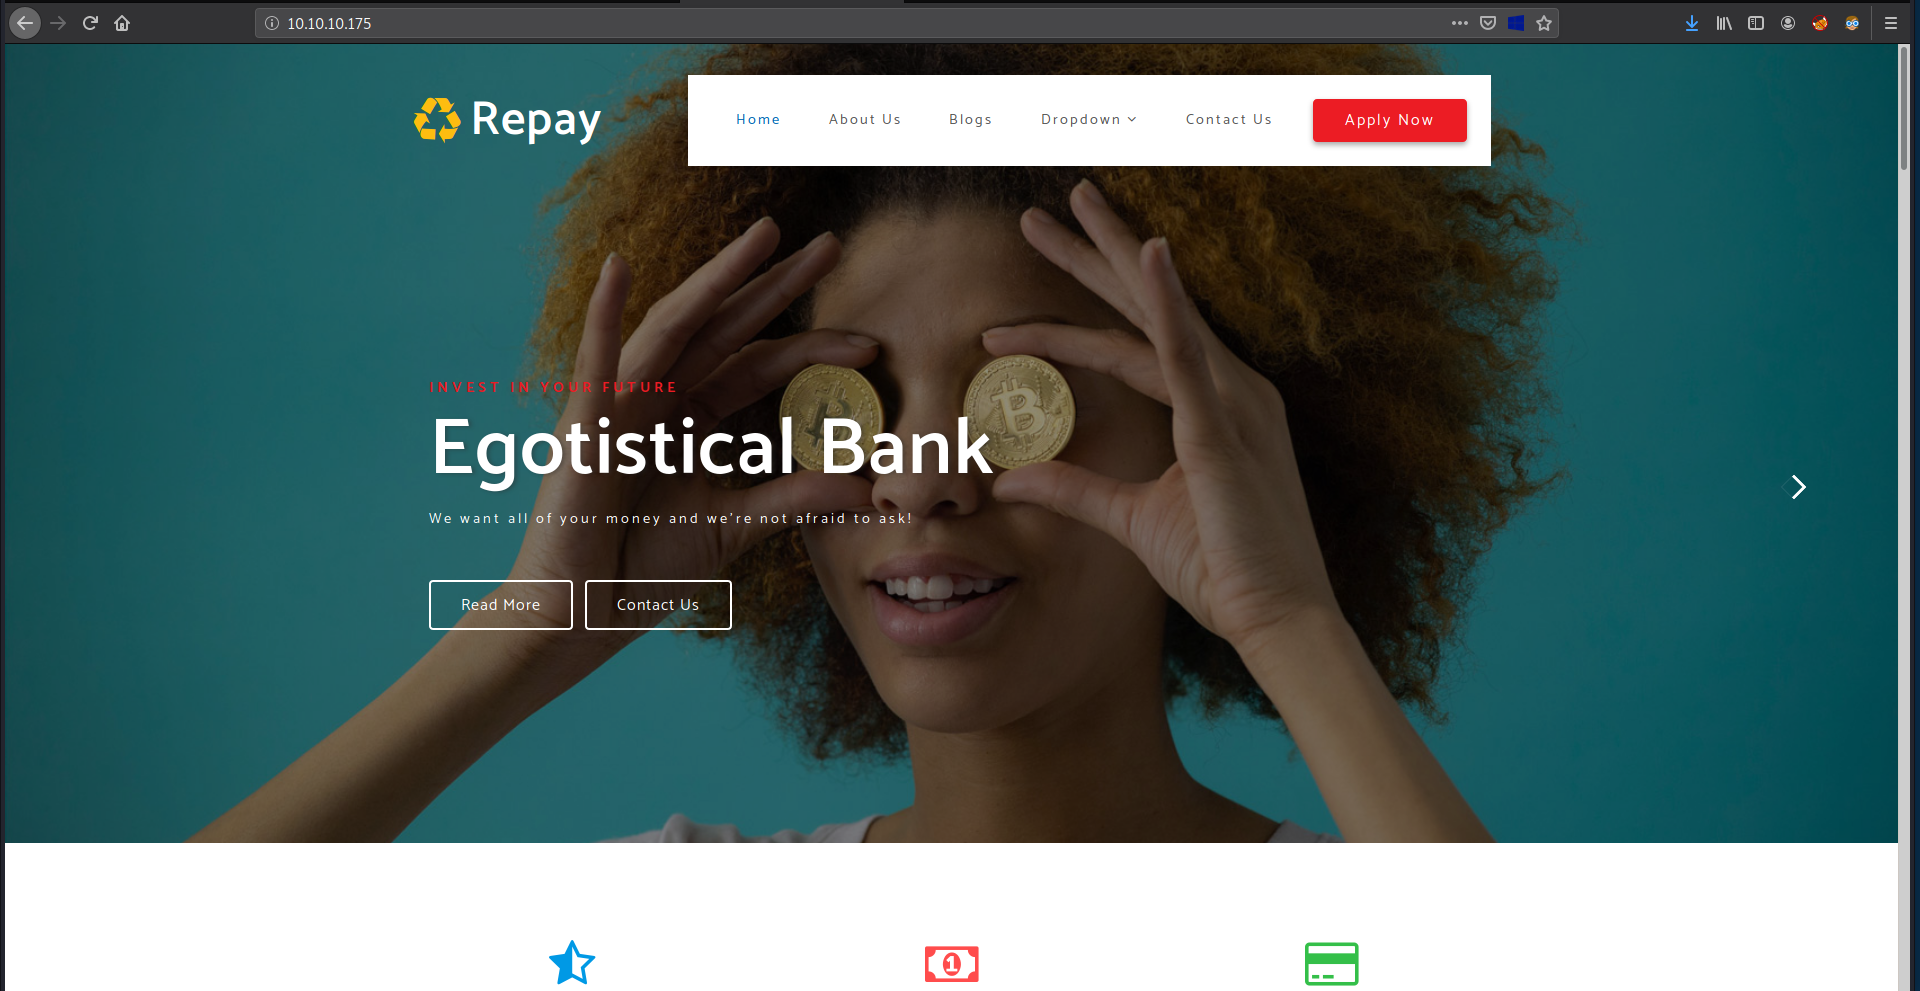 10.10.10.175
Repay
Home
About Us
Blogs
Dropdown
Contact Us
Apply Now
INVEST IN YOUR FUTURE
Egotistical Bank
We want all of your money and we're not afraid to ask!
Read More
Contact Us
B
B
1